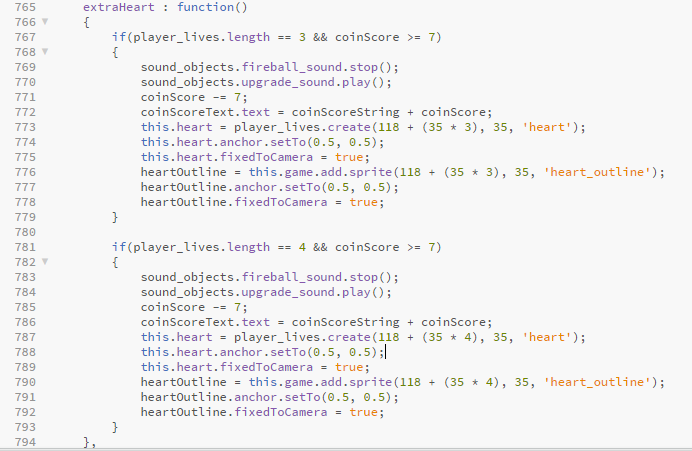 765 extraHeart : function()
766 {
767 if(player_lives.length == 3 && coinScore >= 7)
768 {
769 sound_objects.fireball_sound.stop();
770 sound_objects.upgrade_sound.play();
771 coinScore -= 7;
772 coinScoreText.text = coinScoreString + coinScore;
773 this.heart = player_lives.create(118 + (35 * 3), 35, 'heart');
774 this.heart.anchor.setTo(0.5, 0.5);
775 this.heart.fixedToCamera = true;
776 heartOutline = this.game.add.sprite(118 + (35 * 3), 35, 'heart_outline');
777 heartOutline.anchor.setTo(0.5, 0.5);
778 heartOutline.fixedToCamera = true;
779 }
780
781 if(player_lives.length == 4 && coinScore >= 7)
782 {
783 sound_objects.fireball_sound.stop();
784 sound_objects.upgrade_sound.play();
785 coinScore -= 7;
786 coinScoreText.text = coinScoreString + coinScore;
787 this.heart = player_lives.create(118 + (35 * 4), 35, 'heart');
788 this.heart.anchor.setTo(0.5, 0.5);
789 this.heart.fixedToCamera = true;
790 heartOutline = this.game.add.sprite(118 + (35 * 4), 35, 'heart_outline');
791 heartOutline.anchor.setTo(0.5, 0.5);
792 heartOutline.fixedToCamera = true;
793 }
794 },